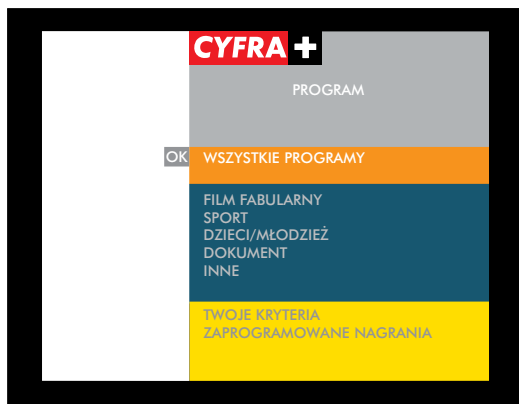 CYFRA +
PROGRAM
OK WSZYSTKIE PROGRAMY
FILM FABULARNY
SPORT
DZIECI/MŁODZIEŻ
DOKUMENT
INNE
TWOJE KRYTERIA
ZAPROGRAMOWANE NAGRANIA